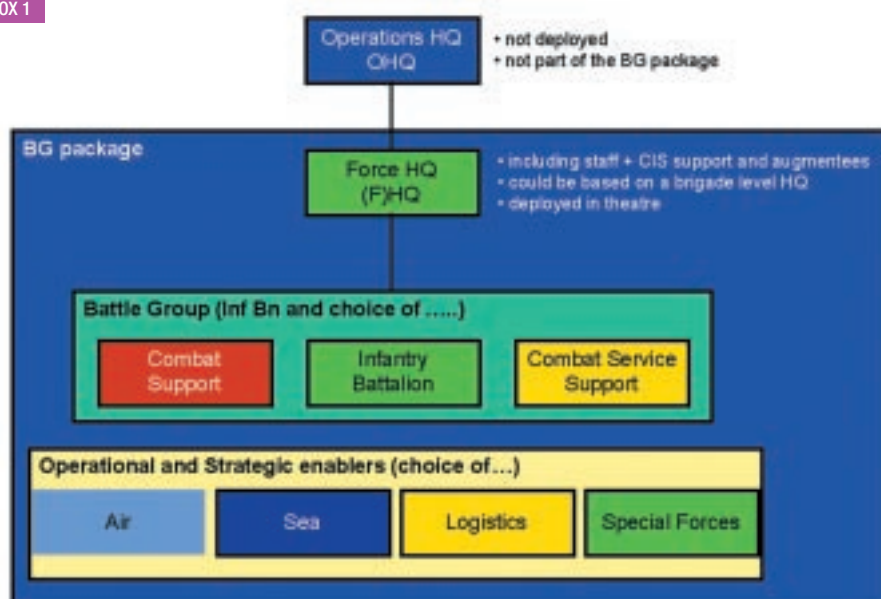 OX 1
Operations HQ
OHQ
• not deployed
• not part of the BG package
BG package
Force HQ
(F)HQ
• including staff + CIS support and augmentees
• could be based on a brigade level HQ
• deployed in theatre
Battle Group (Inf Bn and choice of .....)
Combat
Support
Infantry
Battalion
Combat Service
Support
Operational and Strategic enablers (choice of...)
Air
Sea
Logistics
Special Forces